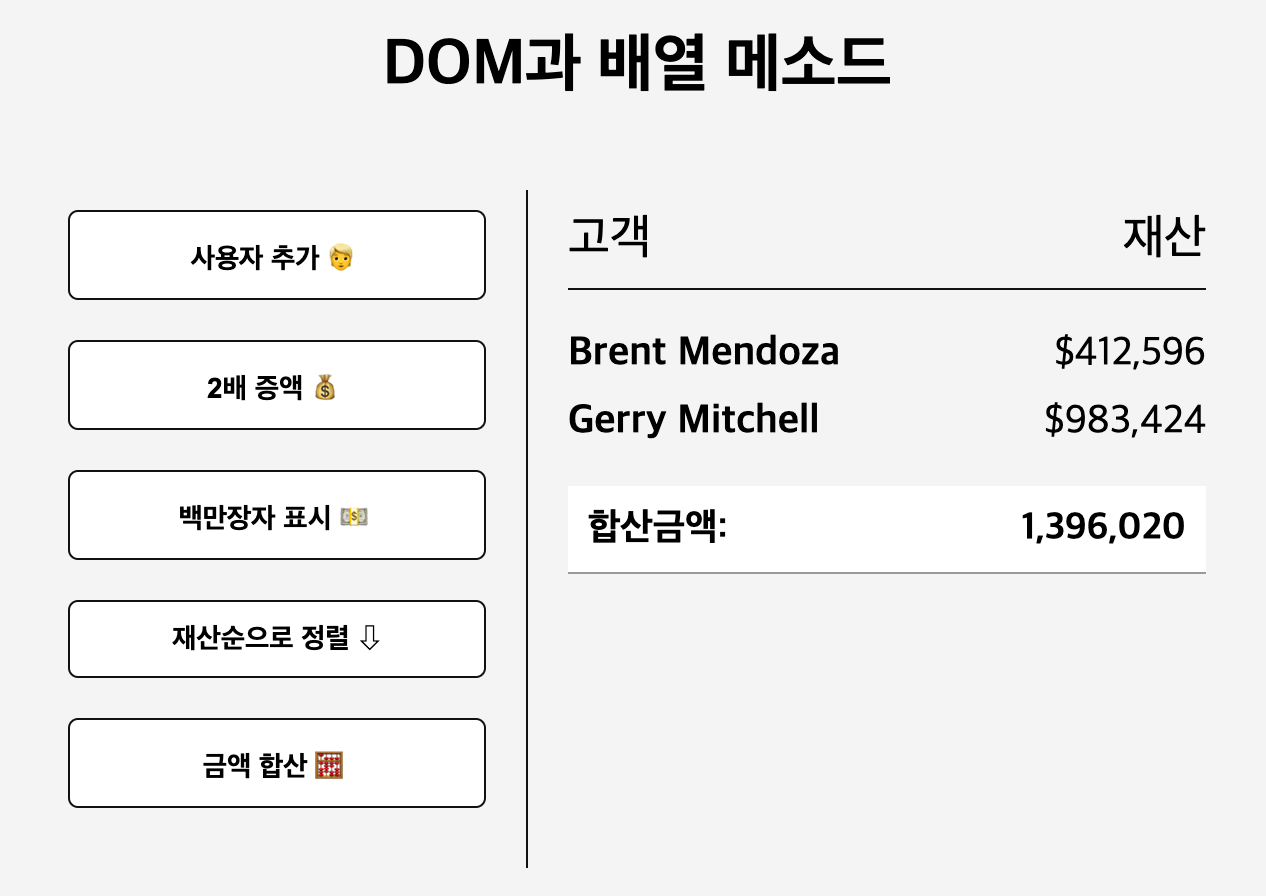 DOM과 배열 메소드
사용자 추가 👱
2배 증액 💰
백만장자 표시 💵
재산순으로 정렬 ⇩
금액 합산 🧮
고객 재산
Brent Mendoza $412,596
Gerry Mitchell $983,424
합산금액: 1,396,020